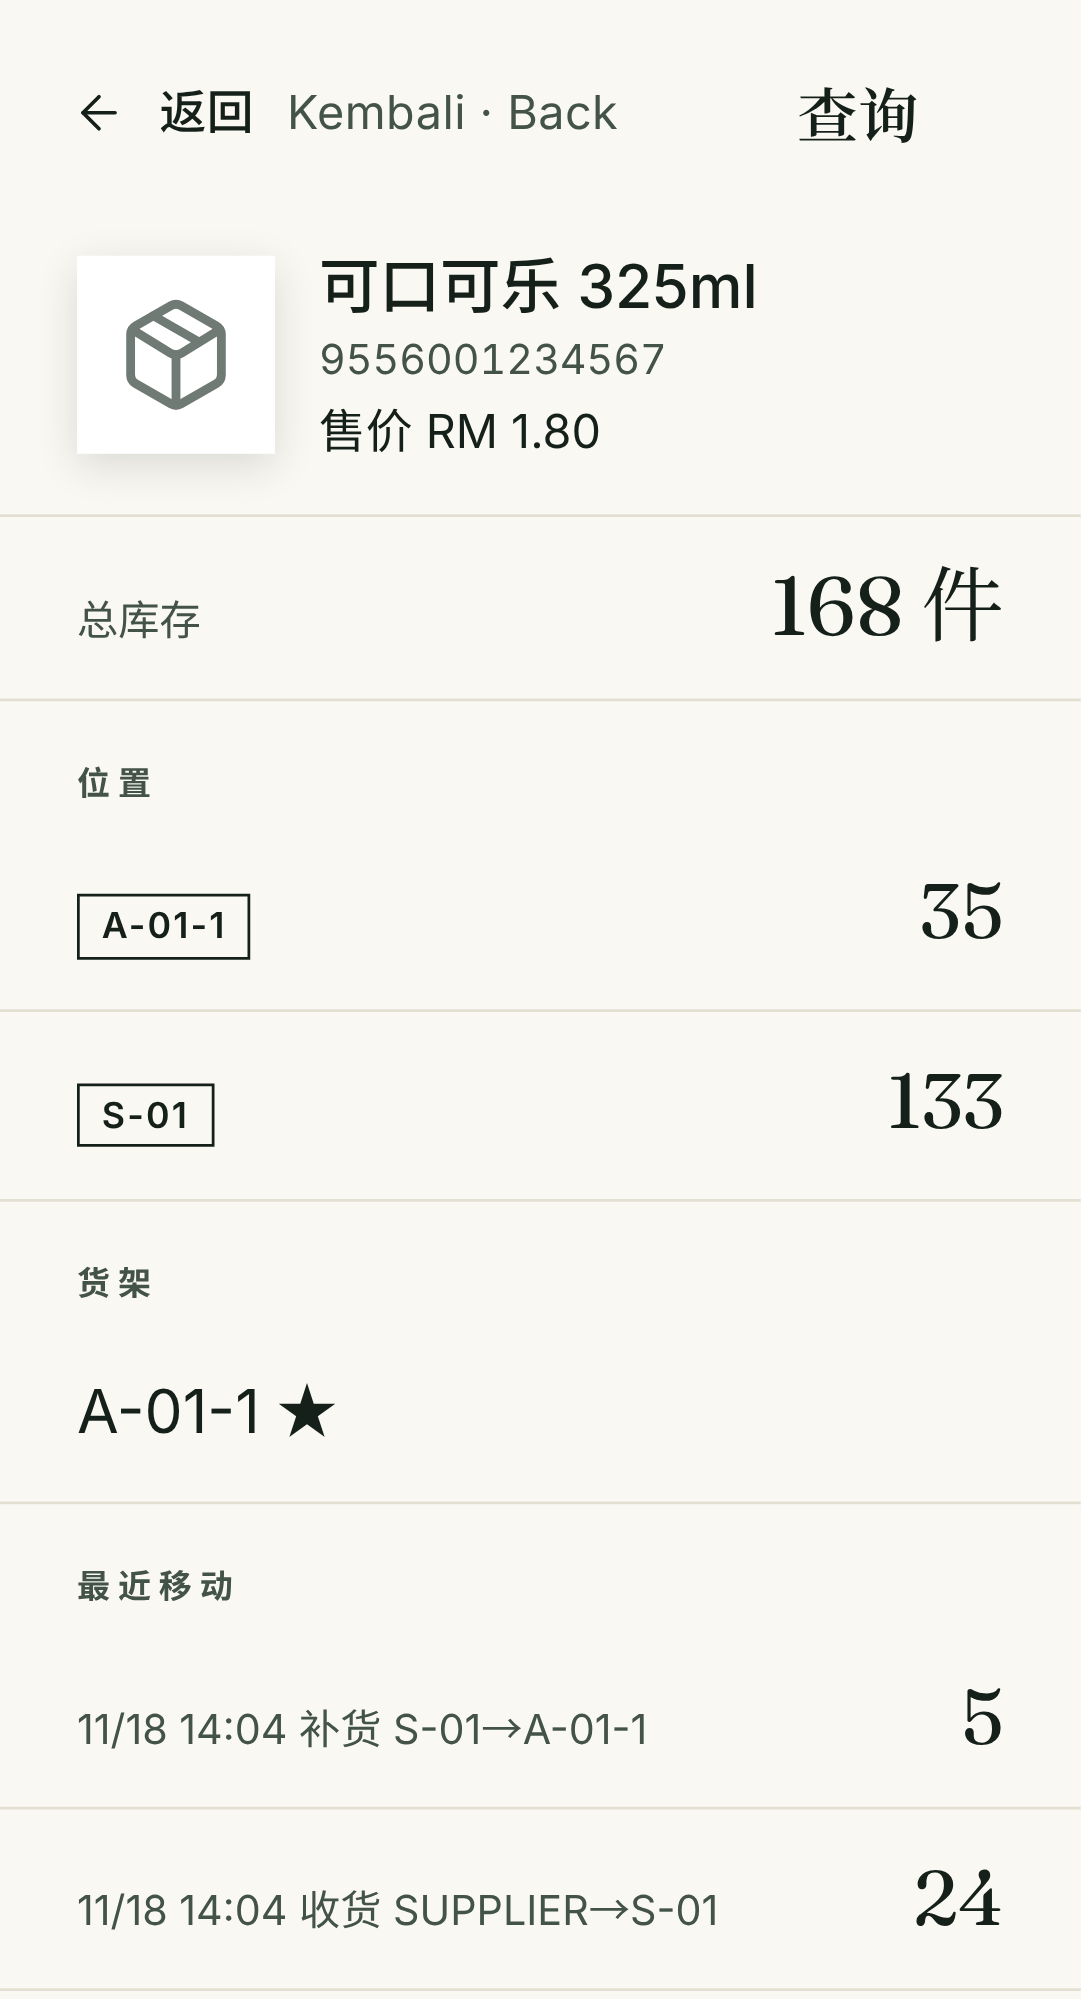 ← 返回 Kembali · Back 查询
可口可乐 325ml
9556001234567
售价 RM 1.80
总库存 168 件
位置
A-01-1 35
S-01 133
货架
A-01-1 ★
最近移动
11/18 14:04 补货 S-01→A-01-1 5
11/18 14:04 收货 SUPPLIER→S-01 24